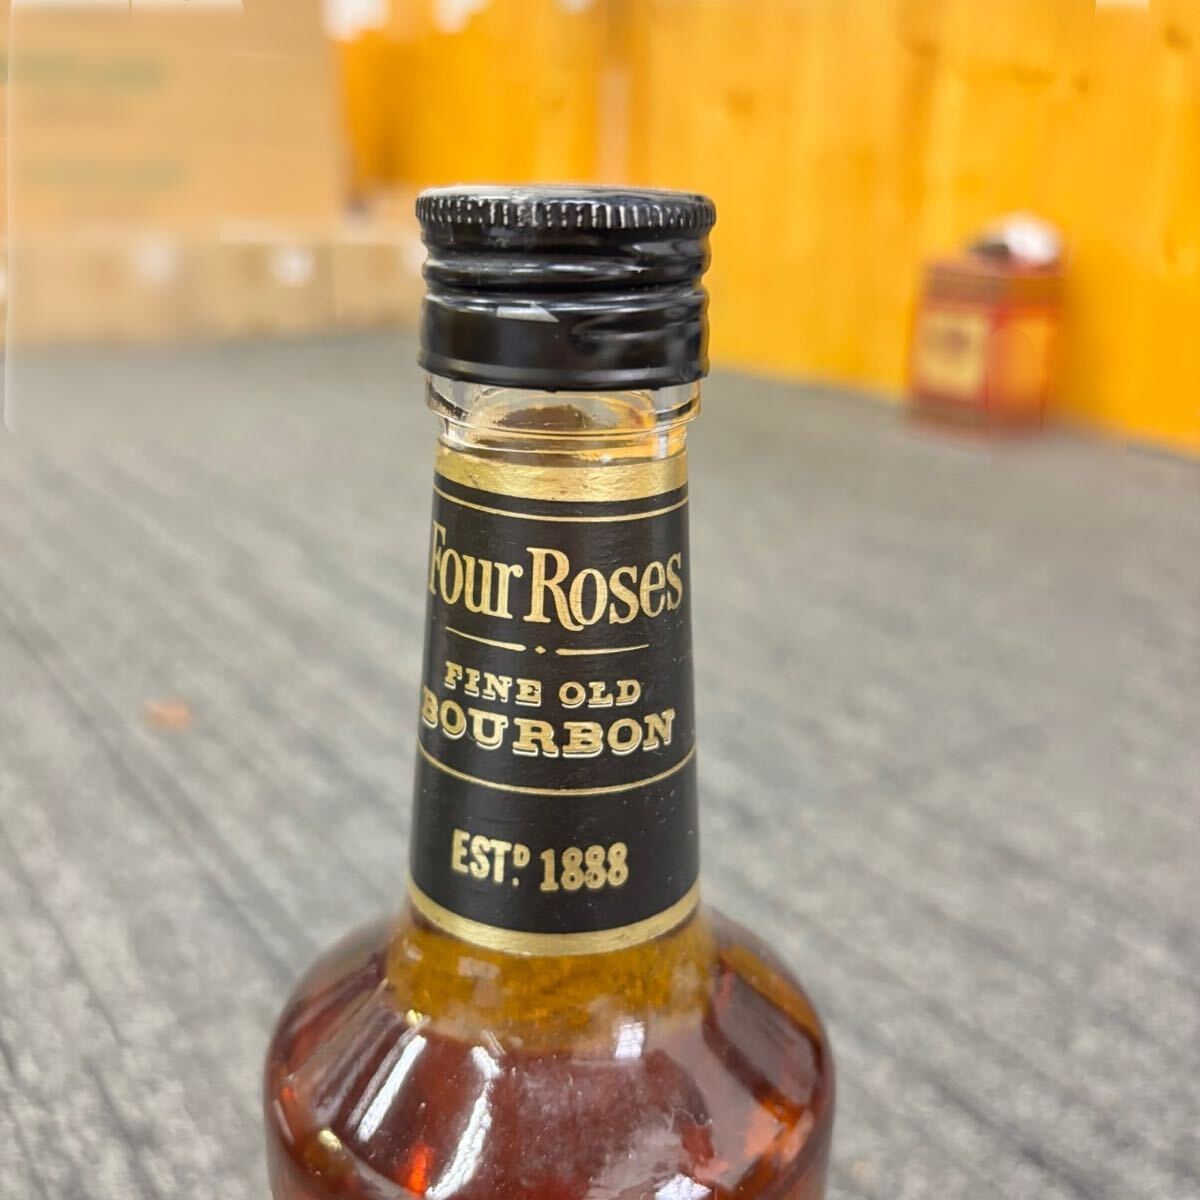 Four Roses
FINE OLD
BOURBON
ESTD. 1888